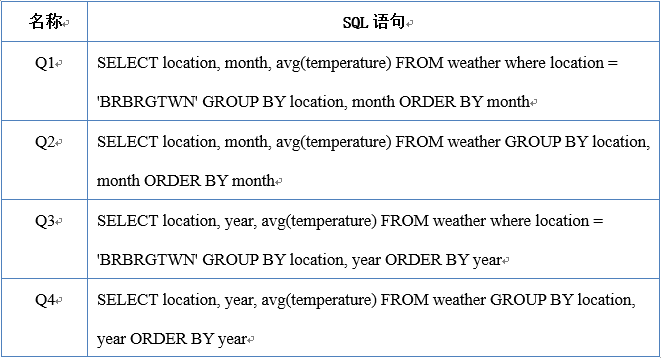 名称 SQL 语句
Q1 SELECT location, month, avg(temperature) FROM weather where location =
'BRBRGTWN' GROUP BY location, month ORDER BY month
Q2 SELECT location, month, avg(temperature) FROM weather GROUP BY location,
month ORDER BY month
Q3 SELECT location, year, avg(temperature) FROM weather where location =
'BRBRGTWN' GROUP BY location, year ORDER BY year
Q4 SELECT location, year, avg(temperature) FROM weather GROUP BY location,
year ORDER BY year